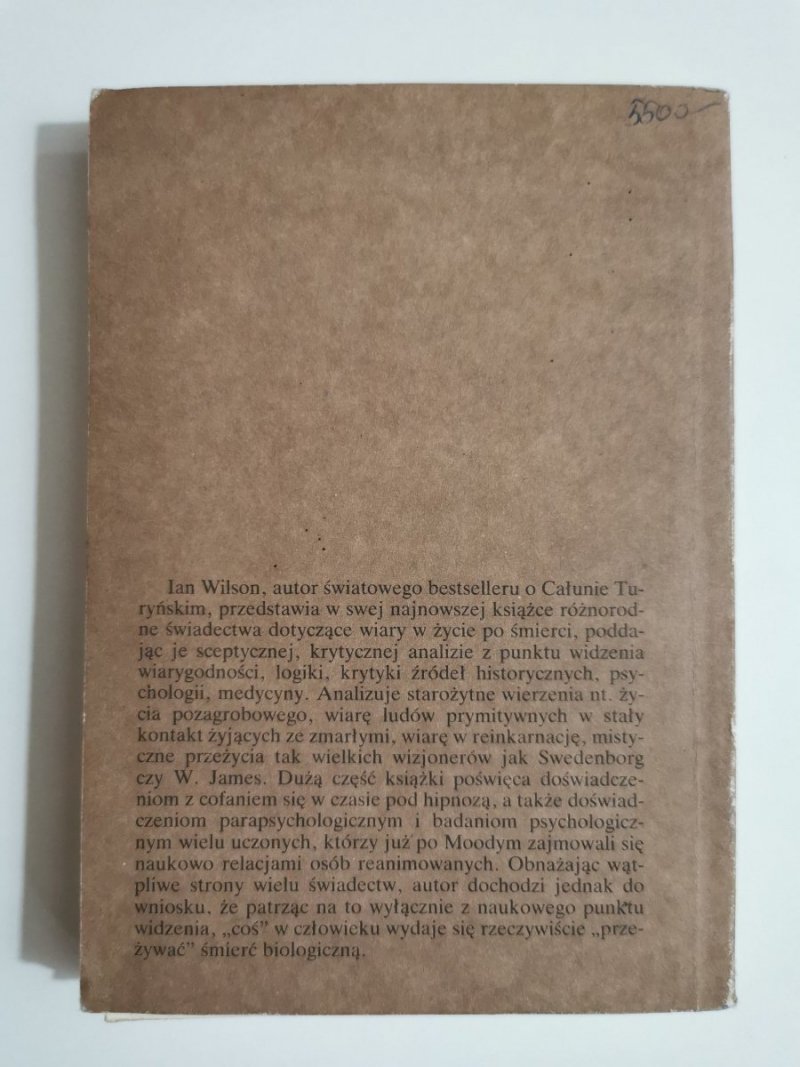 5500—
Ian Wilson, autor światowego bestselleru o Całunie Tu-
ryńskim, przedstawia w swej najnowszej książce różnorod-
ne świadectwa dotyczące wiary w życie po śmierci, podda-
jąc je sceptycznej, krytycznej analizie z punktu widzenia
wiarygodności, logiki, krytyki źródeł historycznych, psy-
chologii, medycyny. Analizuje starożytne wierzenia nt. ży-
cia pozagrobowego, wiarę ludów prymitywnych w stały
kontakt żyjących ze zmarłymi, wiarę w reinkarnację, misty-
czne przeżycia tak wielkich wizjonerów jak Swedenborg
czy W. James. Dużą część książki poświęca doświadcze-
niom z cofaniem się w czasie pod hipnozą, a także doświad-
czeniom parapsychologicznym i badaniom psychologicz-
nym wielu uczonych, którzy już po Moodym zajmowali się
naukowo relacjami osób reanimowanych. Obnażając wąt-
pliwe strony wielu świadectw, autor dochodzi jednak do
wniosku, że patrząc na to wyłącznie z naukowego punktu
widzenia, „coś” w człowieku wydaje się rzeczywiście „prze-
żywać” śmierć biologiczną.